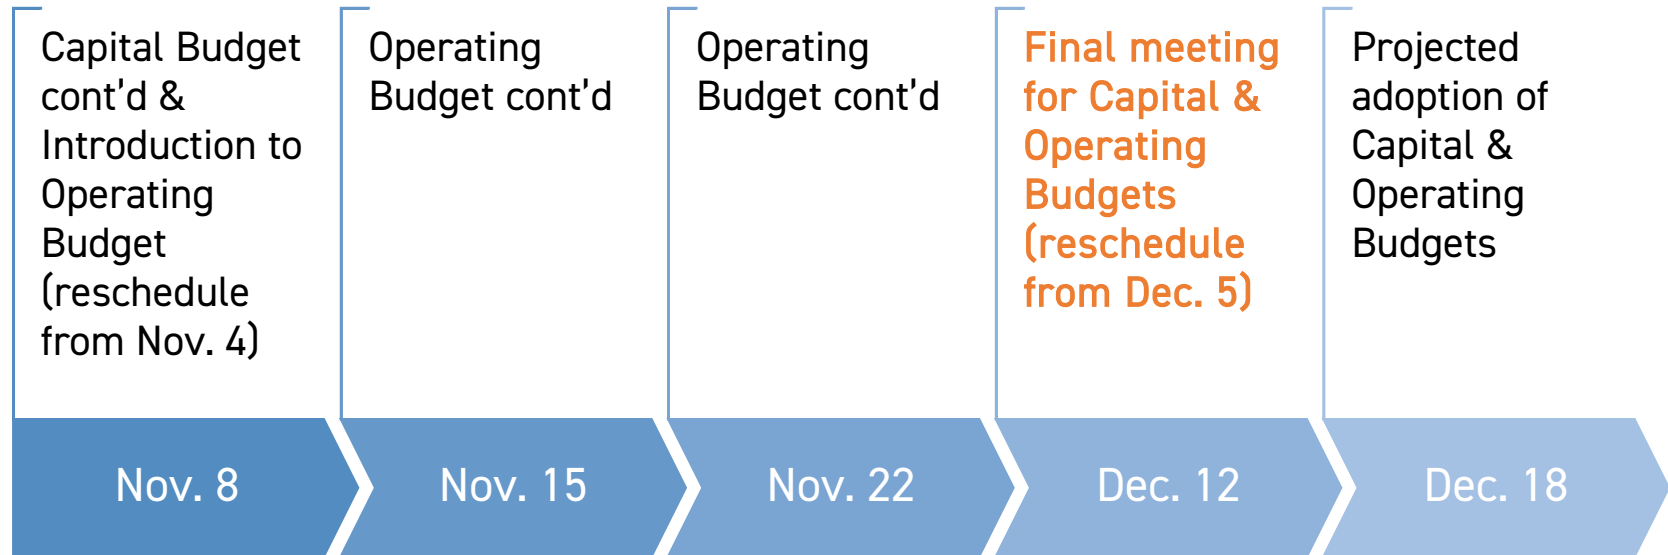 Capital Budget
cont’d &
Introduction to
Operating
Budget
(reschedule
from Nov. 4)
Nov. 8
Operating
Budget cont’d
Nov. 15
Operating
Budget cont’d
Nov. 22
Final meeting
for Capital &
Operating
Budgets
(reschedule
from Dec. 5)
Dec. 12
Projected
adoption of
Capital &
Operating
Budgets
Dec. 18